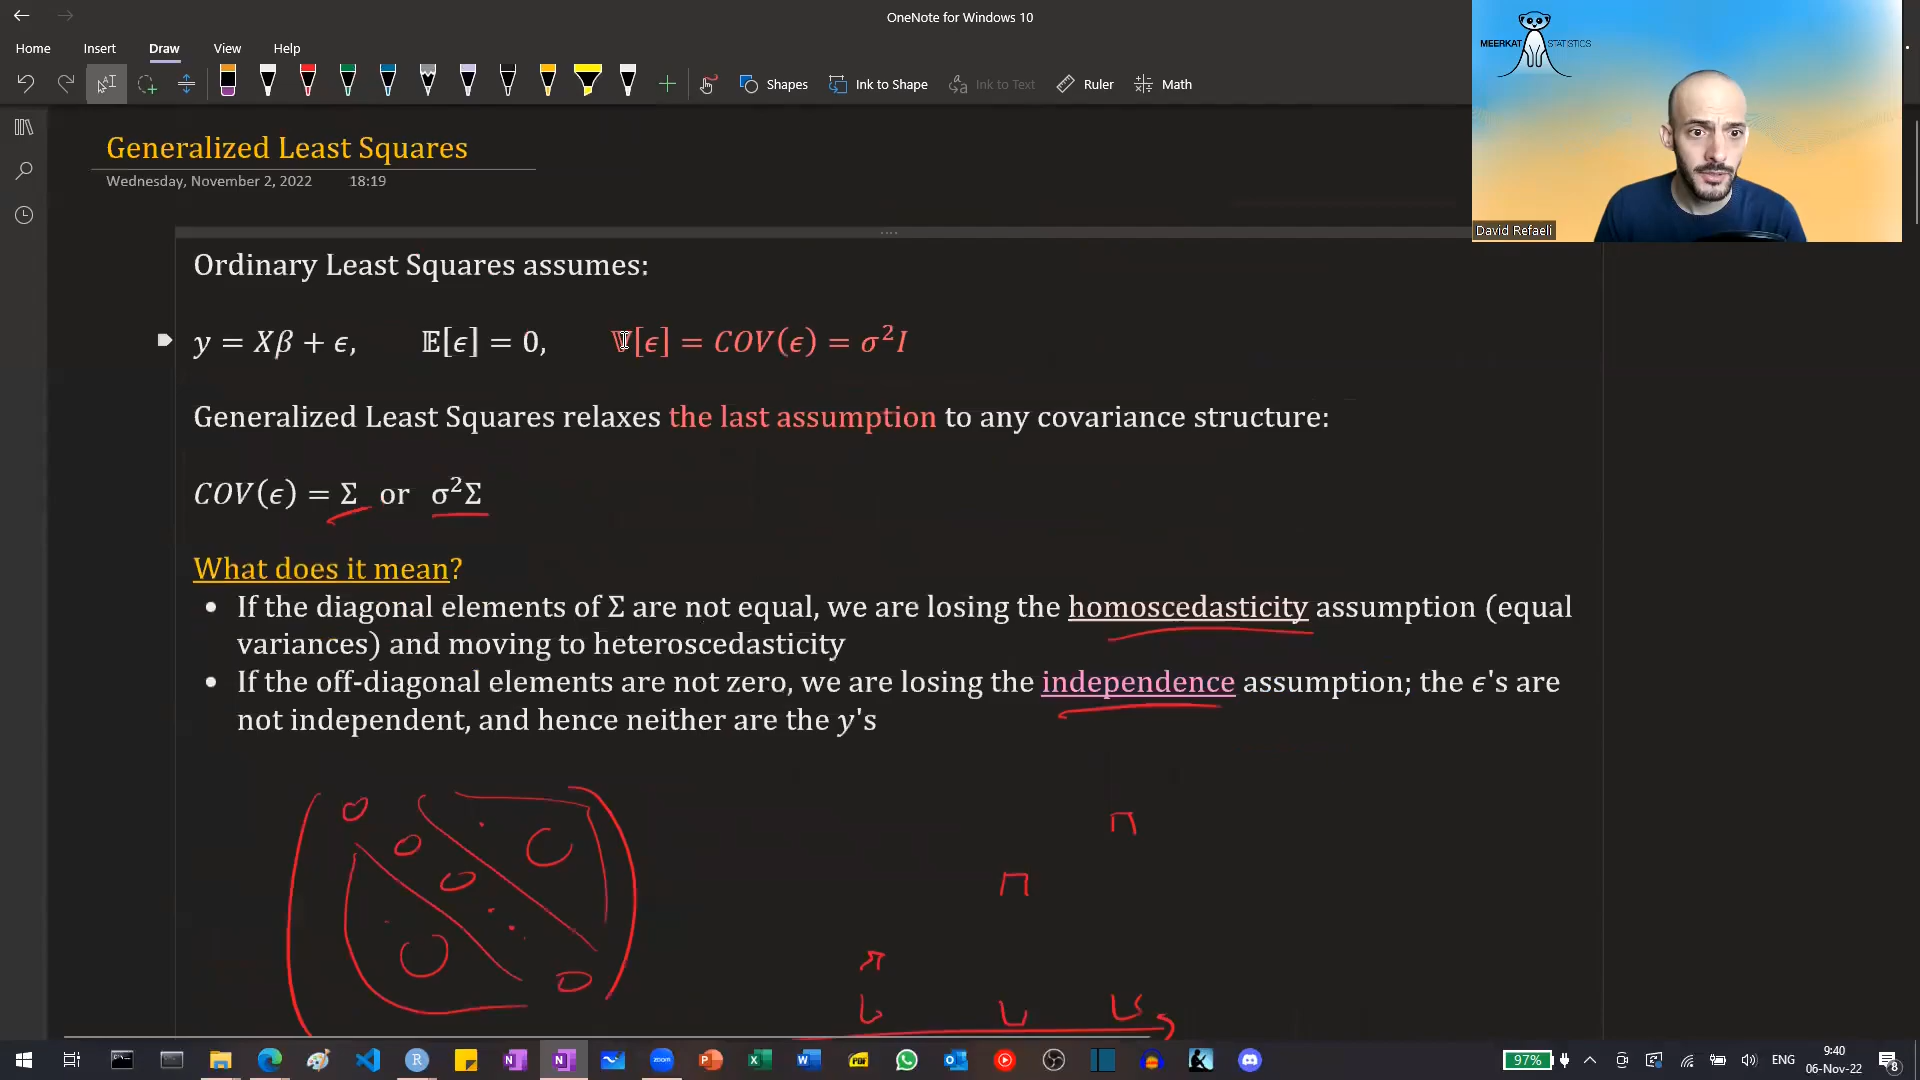 OneNote for Windows 10
Home Insert Draw View Help
Shapes Ink to Shape Ink to Text Ruler Math
MEERKAT STATISTICS
David Refaeli
Generalized Least Squares
Wednesday, November 2, 2022 18:19
Ordinary Least Squares assumes:
y = Xβ + ϵ, 𝔼[ϵ] = 0, 𝕍[ϵ] = COV(ϵ) = σ²I
Generalized Least Squares relaxes the last assumption to any covariance structure:
COV(ϵ) = Σ or σ²Σ
What does it mean?
• If the diagonal elements of Σ are not equal, we are losing the homoscedasticity assumption (equal
variances) and moving to heteroscedasticity
• If the off-diagonal elements are not zero, we are losing the independence assumption; the ϵ's are
not independent, and hence neither are the y's
97% ENG 9:40
06-Nov-22 8